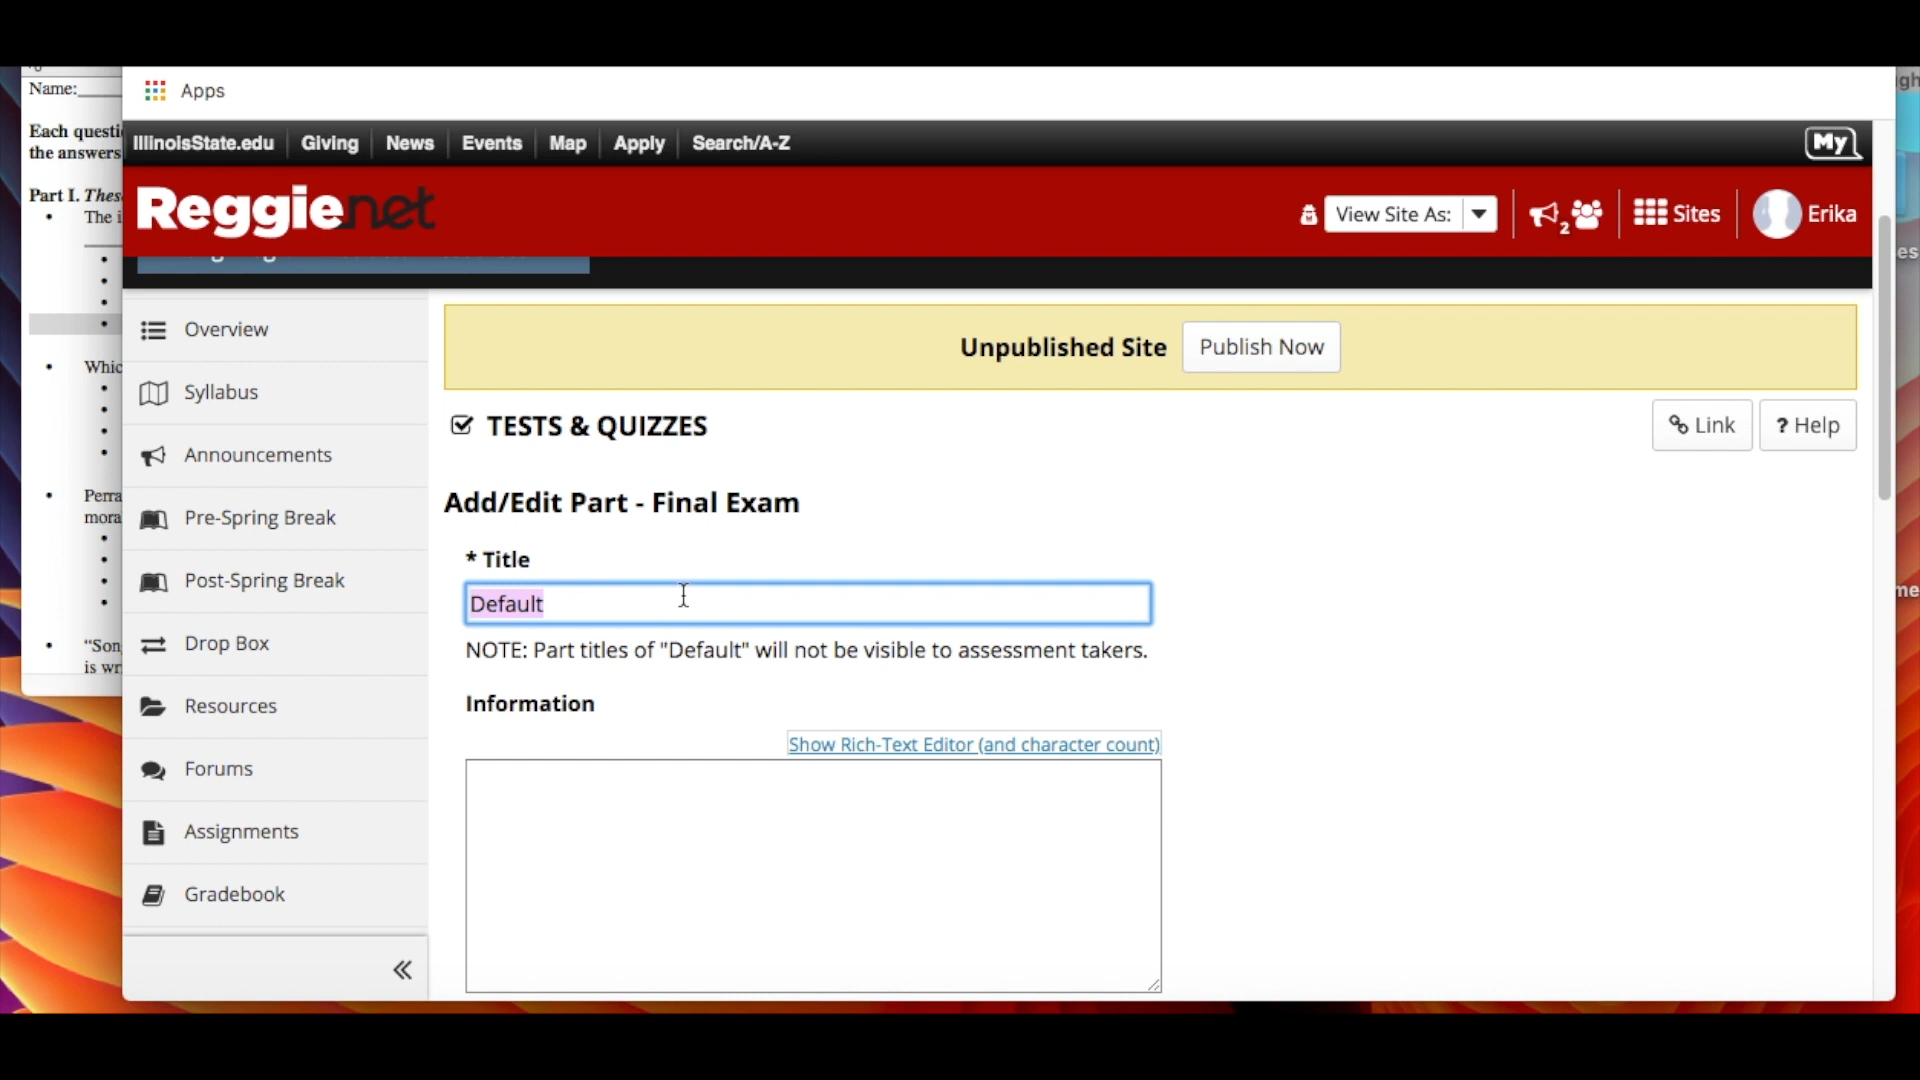 Name:____
Apps
Each questi
the answers
Part I. Thes
The i
Whic
Perra
mora
“Son
is wr
IllinoisState.edu Giving News Events Map Apply Search/A-Z My
Reggienet View Site As: 2 Sites Erika
Overview
Syllabus
Announcements
Pre-Spring Break
Post-Spring Break
Drop Box
Resources
Forums
Assignments
Gradebook
Unpublished Site Publish Now
TESTS & QUIZZES Link ? Help
Add/Edit Part - Final Exam
* Title
Default
NOTE: Part titles of "Default" will not be visible to assessment takers.
Information
Show Rich-Text Editor (and character count)
gh
es
me